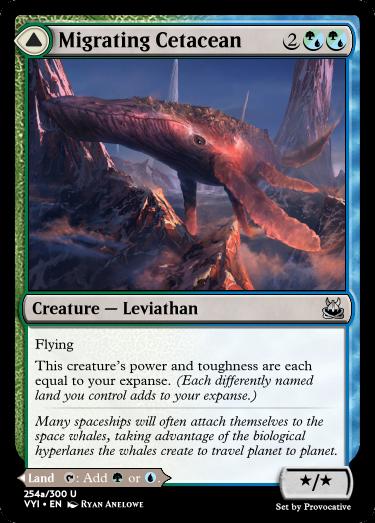 Migrating Cetacean 2
Creature — Leviathan
Flying
This creature's power and toughness are each
equal to your expanse. (Each differently named
land you control adds to your expanse.)
Many spaceships will often attach themselves to the
space whales, taking advantage of the biological
hyperlanes the whales create to travel planet to planet.
Land : Add or .
★/★
254a/300 U
VYI • EN Ryan Anelowe
Set by Provocative